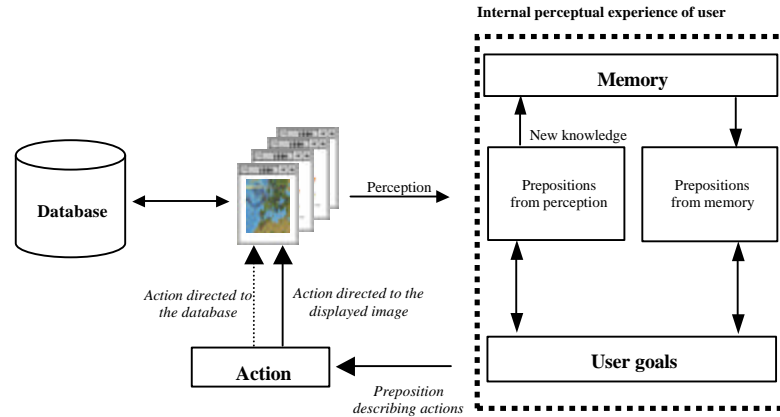 Internal perceptual experience of user
Memory
New knowledge
Database
Perception
Prepositions
from perception
Prepositions
from memory
Action directed to
the database
Action directed to the
displayed image
Action
User goals
Preposition
describing actions